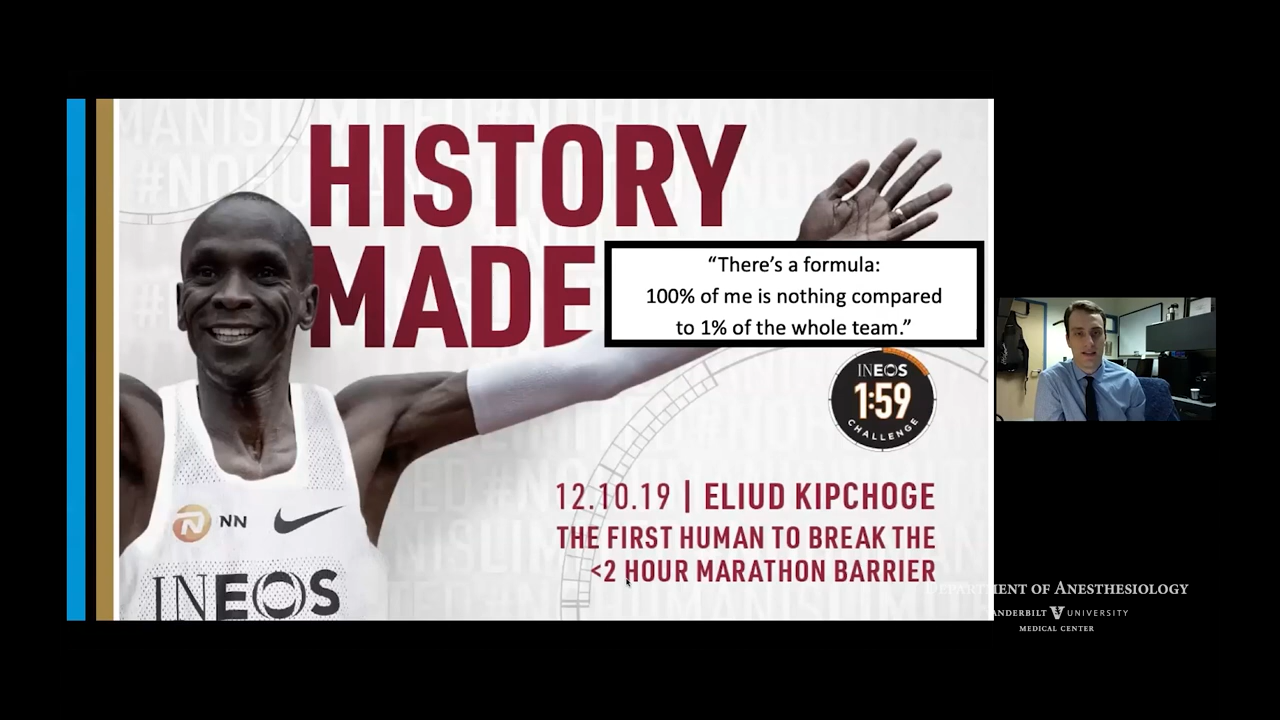 HISTORY
MADE
“There’s a formula:
100% of me is nothing compared
to 1% of the whole team.”
INEOS
1:59
CHALLENGE
12.10.19 | ELIUD KIPCHOGE
THE FIRST HUMAN TO BREAK THE
<2 HOUR MARATHON BARRIER
N NN
INEOS
DEPARTMENT OF ANESTHESIOLOGY
VANDERBILT V UNIVERSITY
MEDICAL CENTER